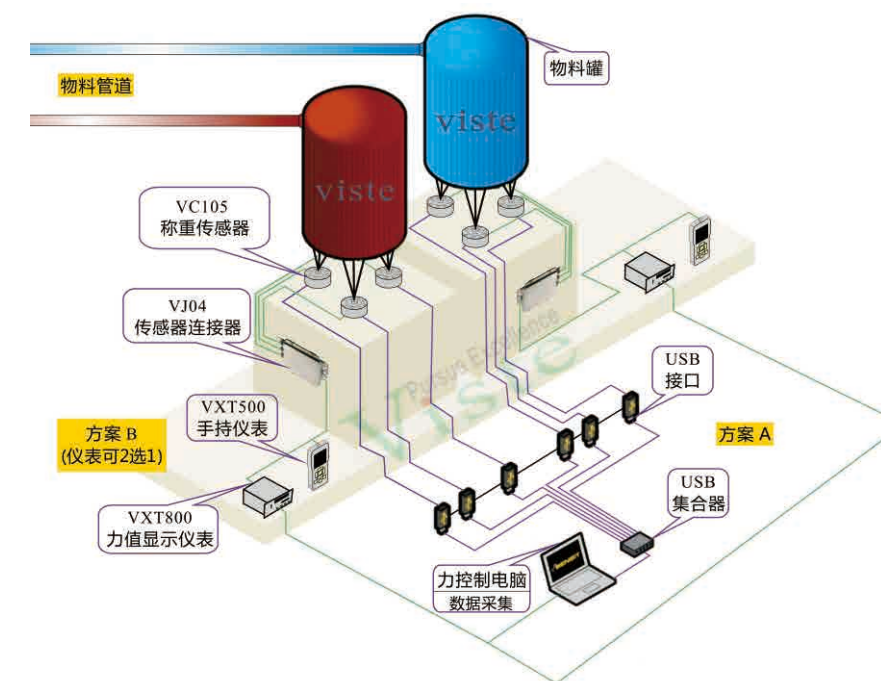 物料管道
物料罐
viste
viste
VC105
称重传感器
VJ04
传感器连接器
Pursue Excellence
Viste
USB
接口
VXT500
手持仪表
方案 B
(仪表可2选1)
方案 A
VXT800
力值显示仪表
USB
集合器
力控制电脑
数据采集